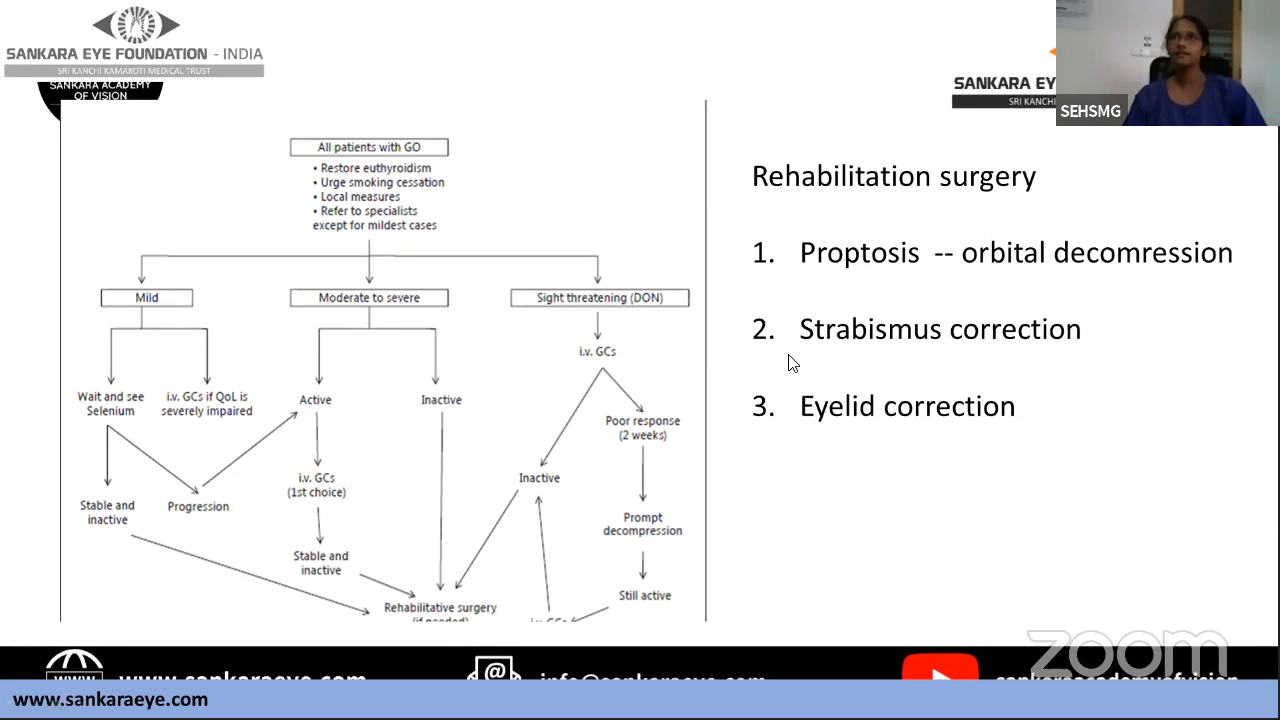 SANKARA EYE FOUNDATION - INDIA
SRI KANCHI KAMAKOTI MEDICAL TRUST
SANKARA ACADEMY
OF VISION
SANKARA EYE
SRI KANCHI
SEHSMG
All patients with GO
• Restore euthyroidism
• Urge smoking cessation
• Local measures
• Refer to specialists
except for mildest cases
Mild
Moderate to severe
Sight threatening (DON)
i.v. GCs
Wait and see
Selenium
i.v. GCs if QoL is
severely impaired
Active
Inactive
Poor response
(2 weeks)
i.v. GCs
(1st choice)
Inactive
Stable and
inactive
Progression
Prompt
decompression
Stable and
inactive
Still active
Rehabilitative surgery
(if needed)
i.v. GCs
Rehabilitation surgery
1. Proptosis -- orbital decomression
2. Strabismus correction
3. Eyelid correction
zoom
www
www.sankaraeye.com
@
info@sankaraeye.com
sankaraacademyofvision
www.sankaraeye.com